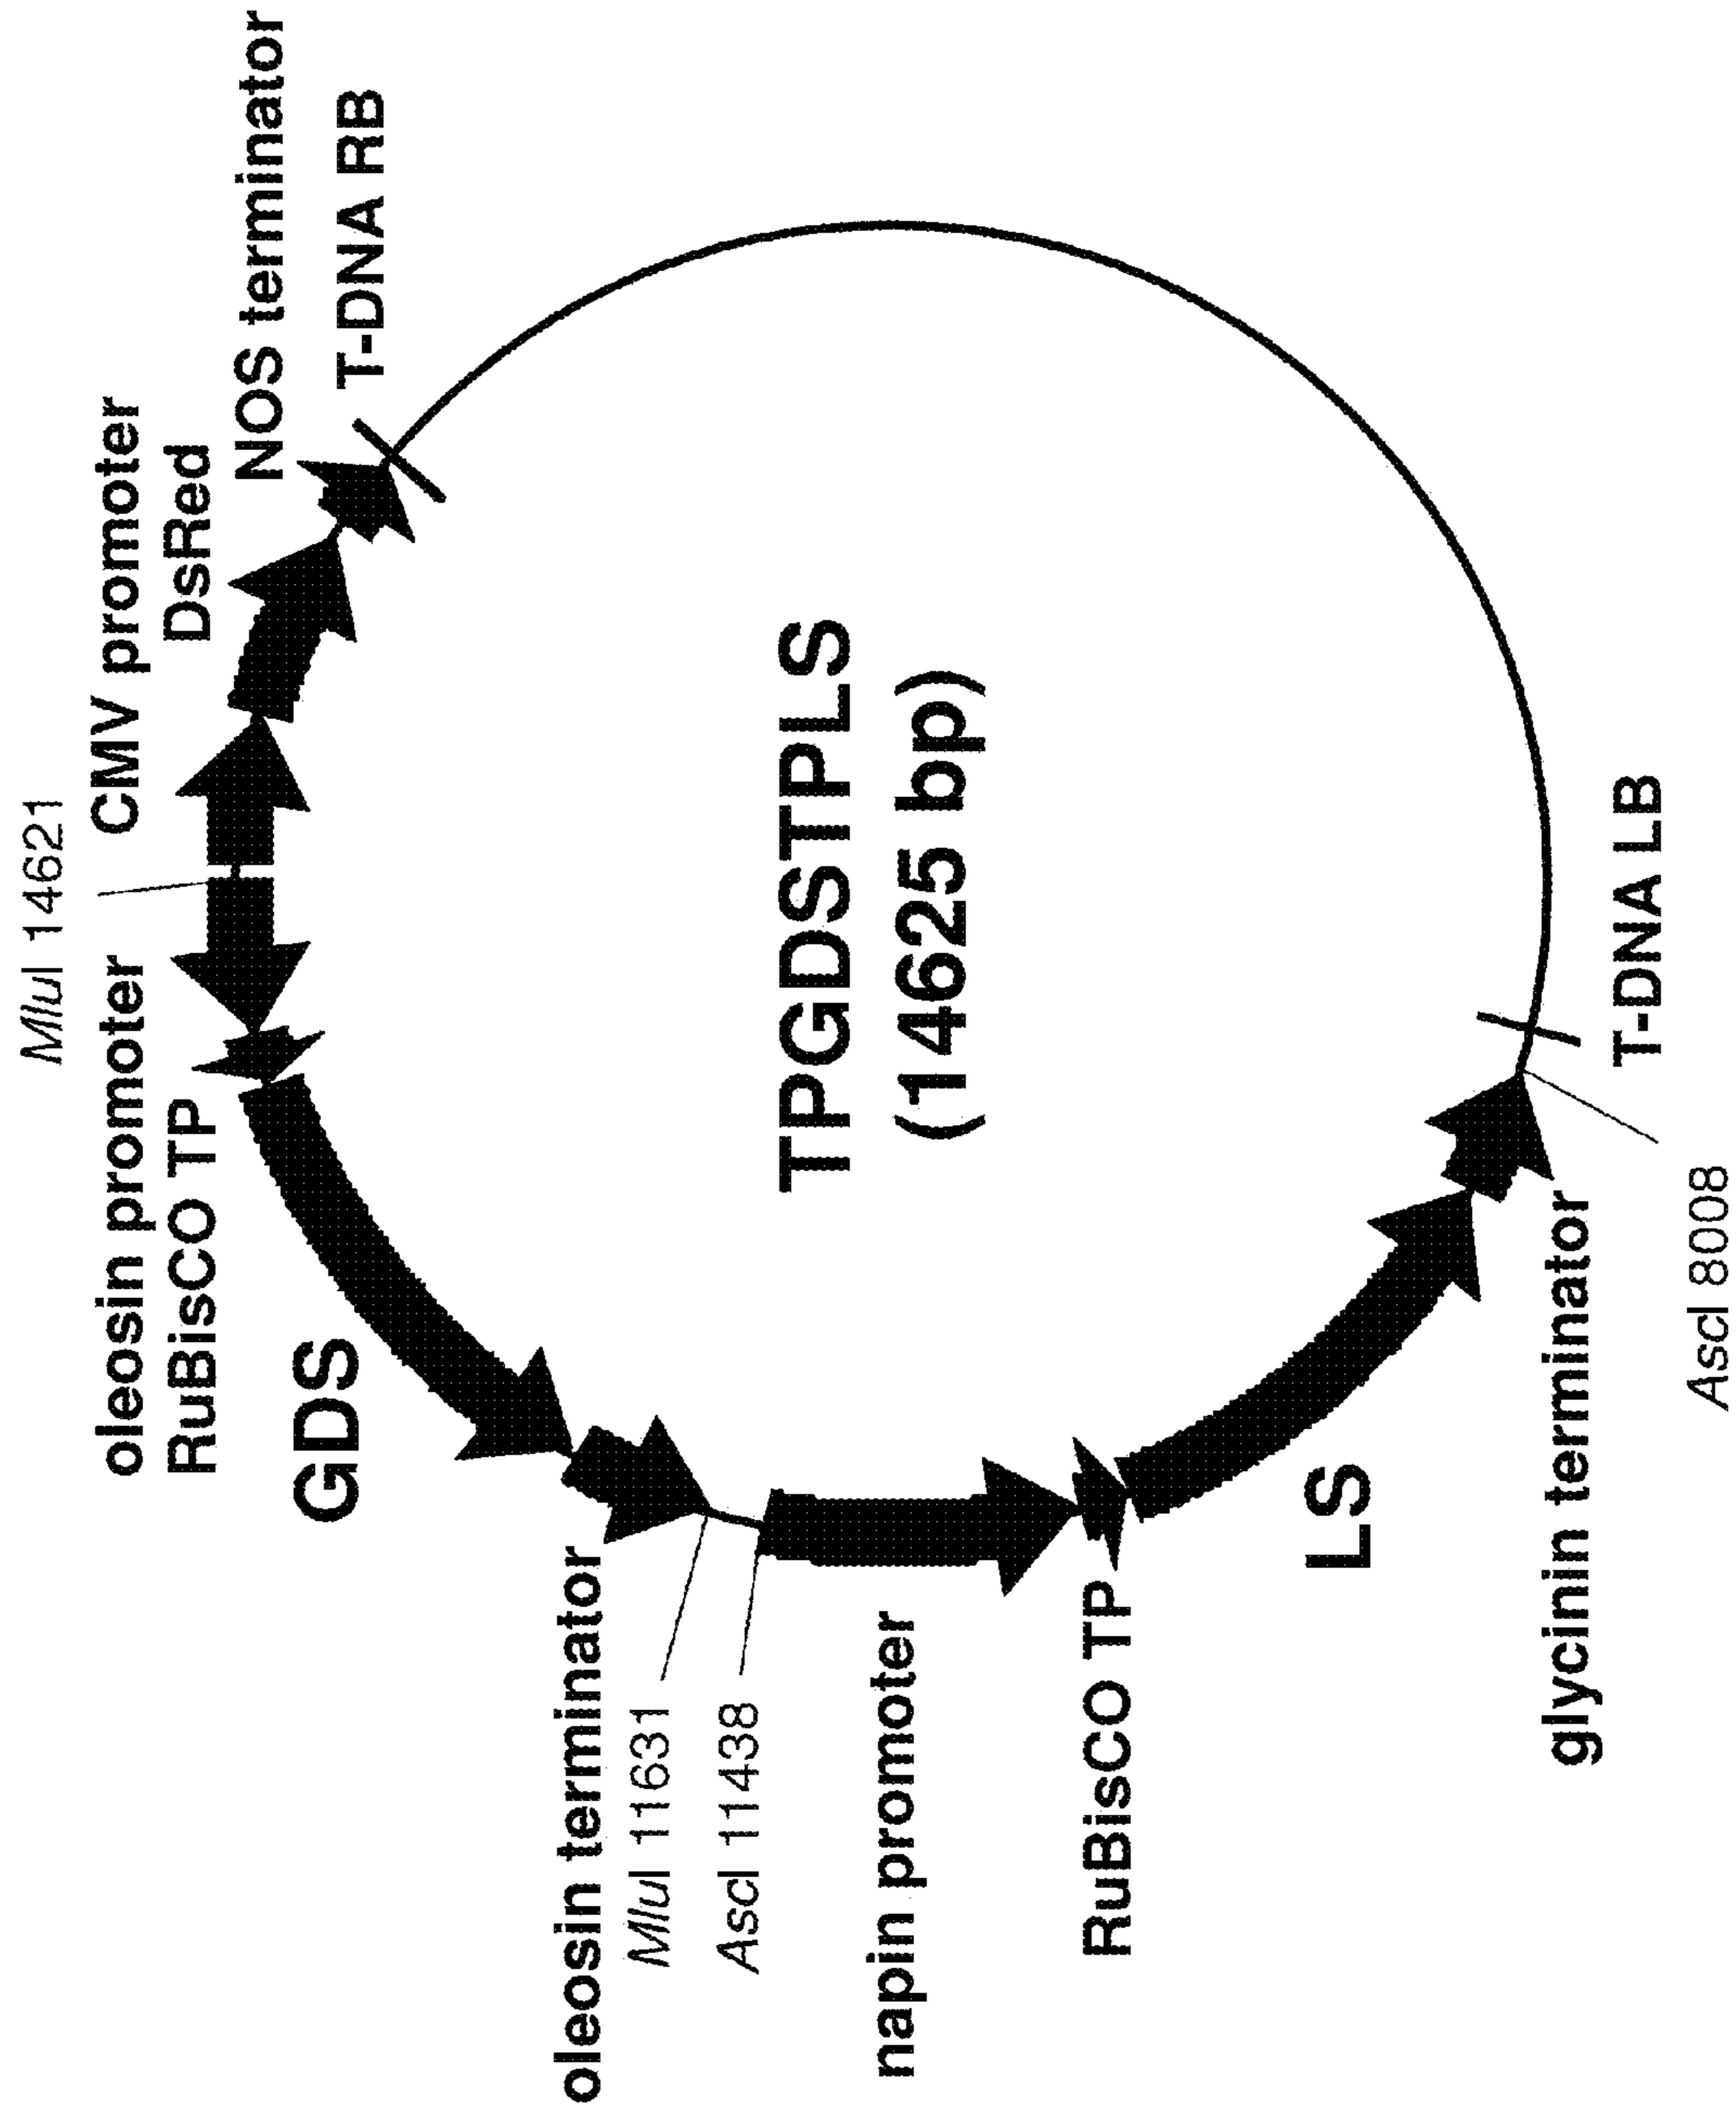 MluI 14621
CMV promoter
DsRed
NOS terminator
T-DNA RB
oleosin promoter
RuBisCO TP
GDS
oleosin terminator
MluI 11631
AscI 11438
napin promoter
RuBisCO TP
LS
glycinin terminator
AscI 8008
T-DNA LB
TPGDSTPLS
(14625 bp)